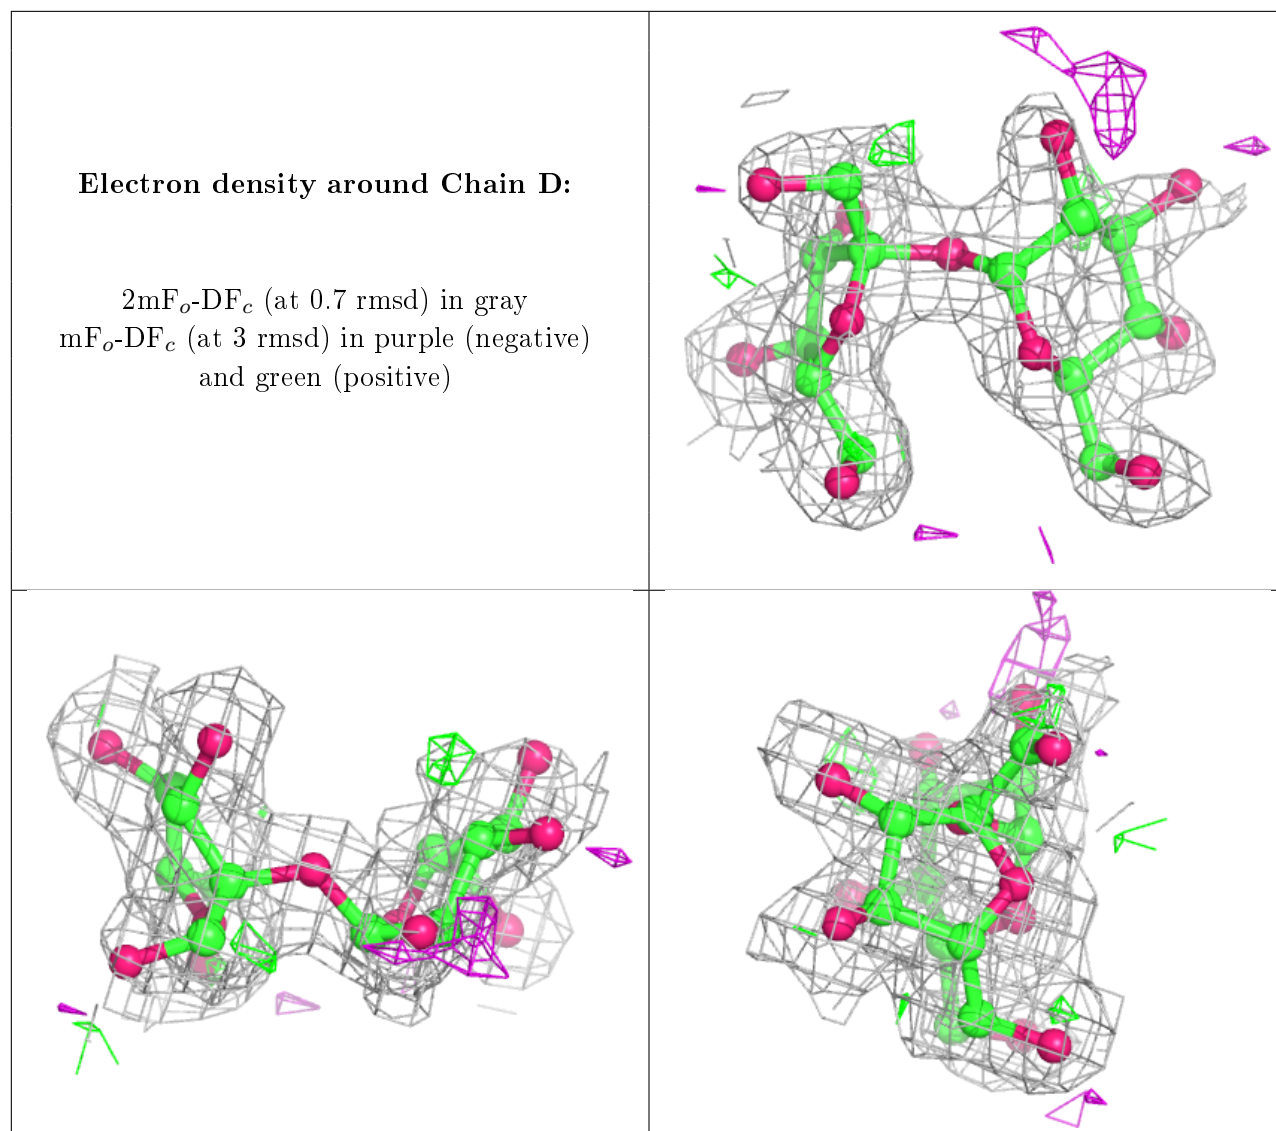 Electron density around Chain D:
2mFo-DFc (at 0.7 rmsd) in gray
mFo-DFc (at 3 rmsd) in purple (negative)
and green (positive)